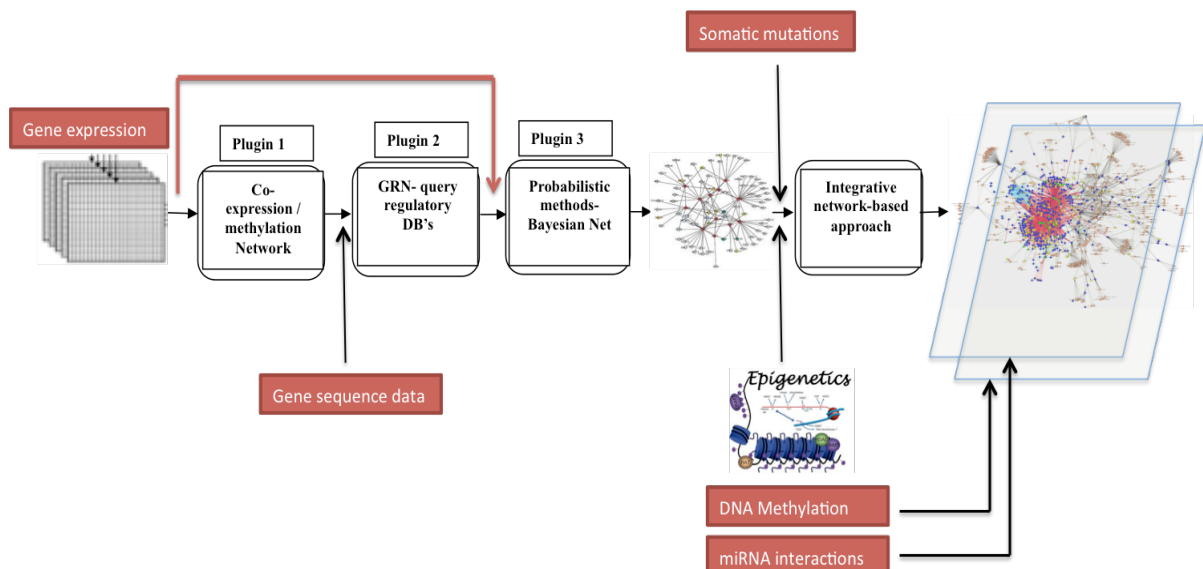 Somatic mutations
Gene expression
Plugin 1
Plugin 2
Plugin 3
Co-
expression /
methylation
Network
GRN- query
regulatory
DB's
Probabilistic
methods-
Bayesian Net
Integrative
network-based
approach
Gene sequence data
Epigenetics
DNA Methylation
miRNA interactions